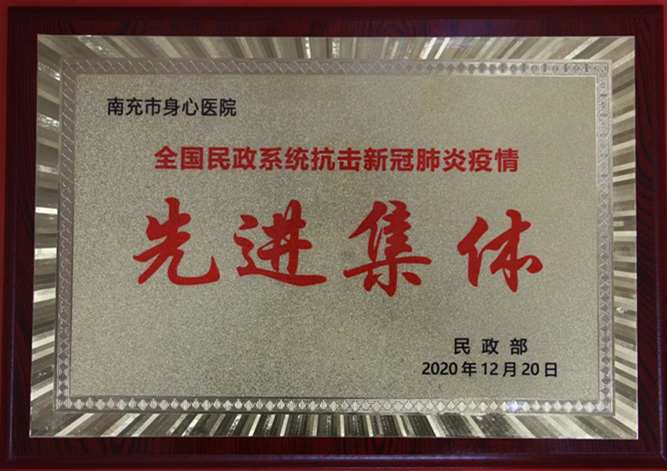 南充市身心医院
全国民政系统抗击新冠肺炎疫情
先进集体
民政部
2020年12月20日